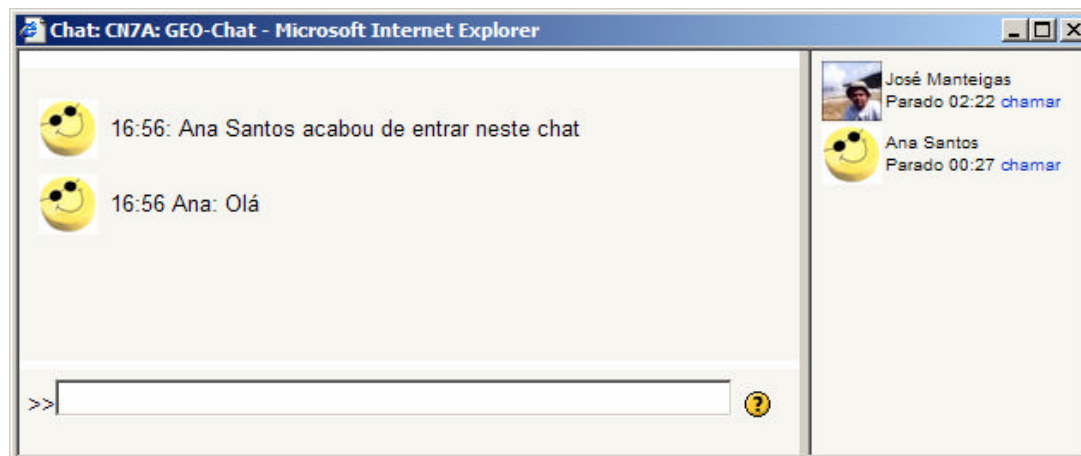 Chat: CN7A: GEO-Chat - Microsoft Internet Explorer
16:56: Ana Santos acabou de entrar neste chat
16:56 Ana: Olá
>>
?
José Manteigas
Parado 02:22 chamar
Ana Santos
Parado 00:27 chamar